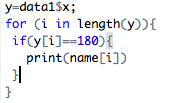 y=data1$x;
for (i in length(y)){
if(y[i]==180){
print(name[i])
}
}